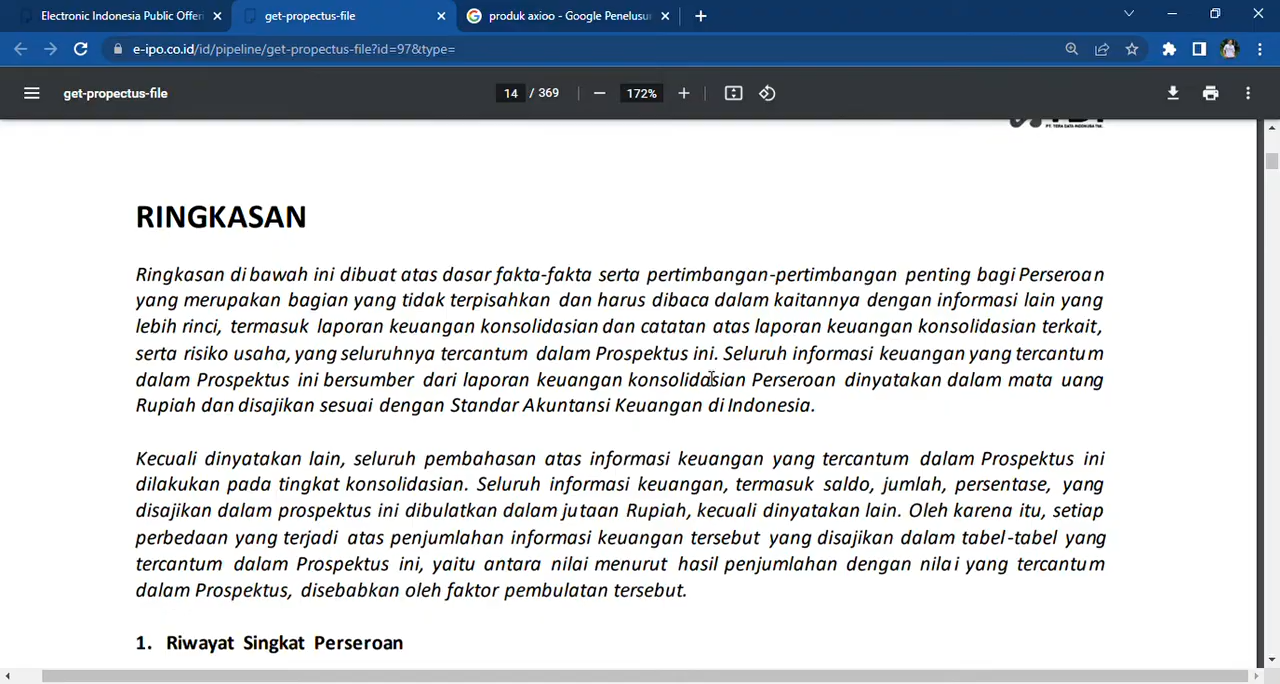 Electronic Indonesia Public Offer
get-propectus-file
produk axioo - Google Penelusu
e-ipo.co.id/id/pipeline/get-propectus-file?id=97&type=
get-propectus-file
14 / 369
172%
PT. TERA DATA INDONUSA TBK.
RINGKASAN
Ringkasan di bawah ini dibuat atas dasar fakta-fakta serta pertimbangan-pertimbangan penting bagi Perseroan
yang merupakan bagian yang tidak terpisahkan dan harus dibaca dalam kaitannya dengan informasi lain yang
lebih rinci, termasuk laporan keuangan konsolidasian dan catatan atas laporan keuangan konsolidasian terkait,
serta risiko usaha, yang seluruhnya tercantum dalam Prospektus ini. Seluruh informasi keuangan yang tercantum
dalam Prospektus ini bersumber dari laporan keuangan konsolidasian Perseroan dinyatakan dalam mata uang
Rupiah dan disajikan sesuai dengan Standar Akuntansi Keuangan di Indonesia.
Kecuali dinyatakan lain, seluruh pembahasan atas informasi keuangan yang tercantum dalam Prospektus ini
dilakukan pada tingkat konsolidasian. Seluruh informasi keuangan, termasuk saldo, jumlah, persentase, yang
disajikan dalam prospektus ini dibulatkan dalam jutaan Rupiah, kecuali dinyatakan lain. Oleh karena itu, setiap
perbedaan yang terjadi atas penjumlahan informasi keuangan tersebut yang disajikan dalam tabel-tabel yang
tercantum dalam Prospektus ini, yaitu antara nilai menurut hasil penjumlahan dengan nilai yang tercantum
dalam Prospektus, disebabkan oleh faktor pembulatan tersebut.
1. Riwayat Singkat Perseroan